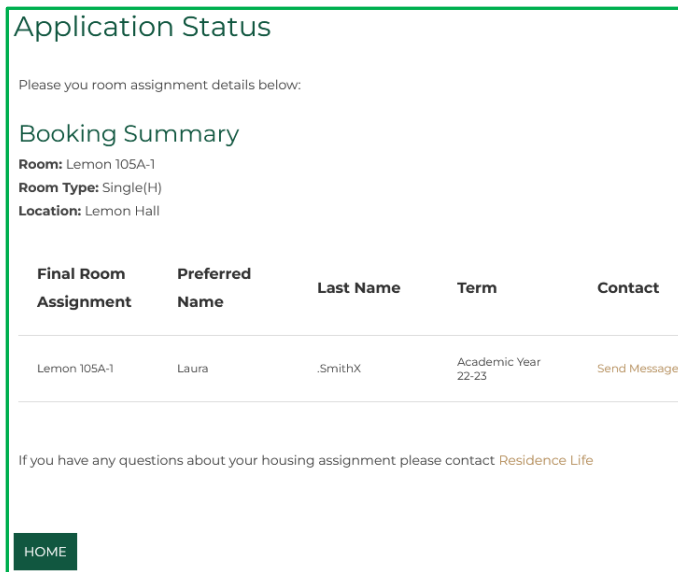 Application Status
Please you room assignment details below:
Booking Summary
Room: Lemon 105A-1
Room Type: Single(H)
Location: Lemon Hall
Final Room Assignment Preferred Name Last Name Term Contact
Lemon 105A-1 Laura .SmithX Academic Year 22-23 Send Message
If you have any questions about your housing assignment please contact Residence Life
HOME